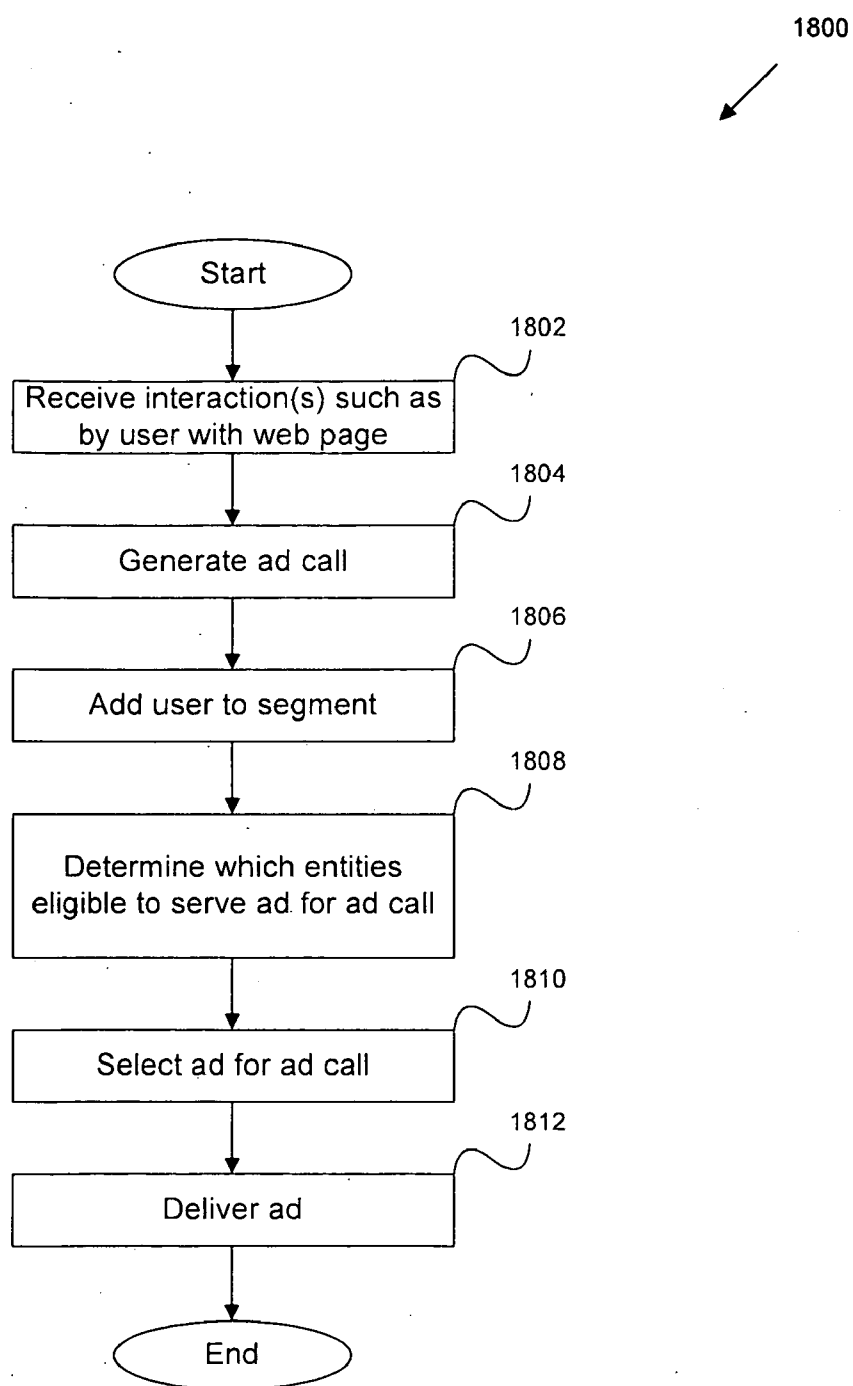 1800
Start
1802
Receive interaction(s) such as
by user with web page
1804
Generate ad call
1806
Add user to segment
1808
Determine which entities
eligible to serve ad for ad call
1810
Select ad for ad call
1812
Deliver ad
End